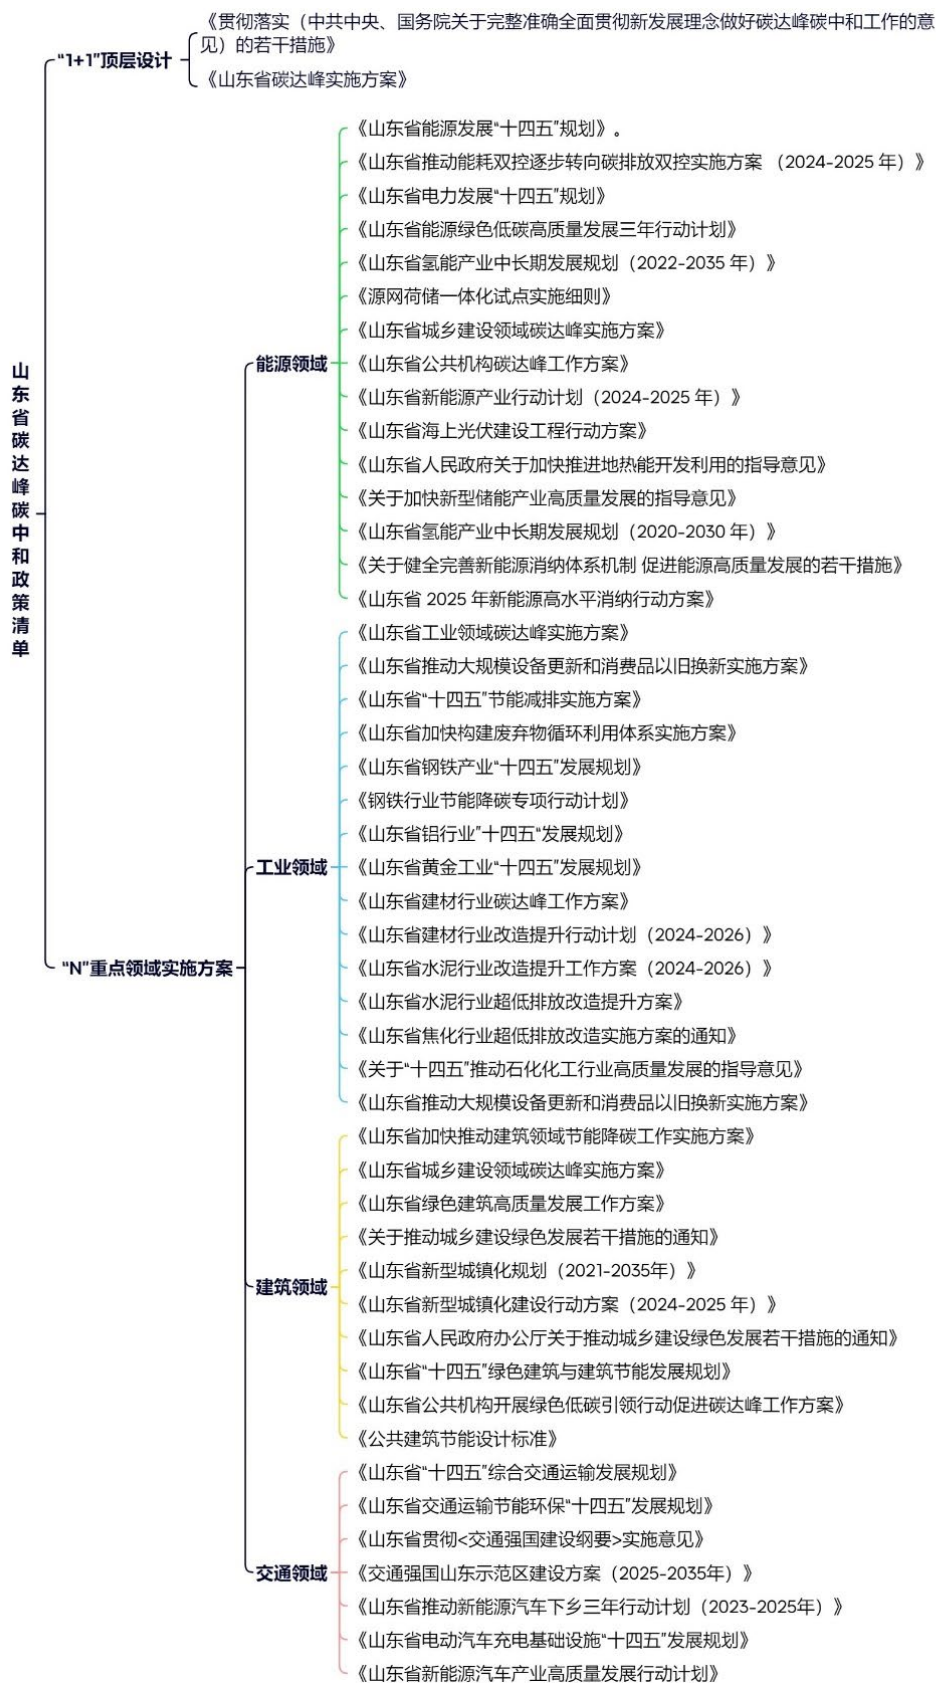 山东省碳达峰碳中和政策清单
“1+1”顶层设计
《贯彻落实（中共中央、国务院关于完整准确全面贯彻新发展理念做好碳达峰碳中和工作的意
见）的若干措施》
《山东省碳达峰实施方案》
“N”重点领域实施方案
能源领域
《山东省能源发展“十四五”规划》。
《山东省推动能耗双控逐步转向碳排放双控实施方案 （2024-2025 年）》
《山东省电力发展“十四五”规划》
《山东省能源绿色低碳高质量发展三年行动计划》
《山东省氢能产业中长期发展规划（2022-2035 年）》
《源网荷储一体化试点实施细则》
《山东省城乡建设领域碳达峰实施方案》
《山东省公共机构碳达峰工作方案》
《山东省新能源产业行动计划（2024-2025 年）》
《山东省海上光伏建设工程行动方案》
《山东省人民政府关于加快推进地热能开发利用的指导意见》
《关于加快新型储能产业高质量发展的指导意见》
《山东省氢能产业中长期发展规划（2020-2030 年）》
《关于健全完善新能源消纳体系机制 促进能源高质量发展的若干措施》
《山东省 2025 年新能源高水平消纳行动方案》
工业领域
《山东省工业领域碳达峰实施方案》
《山东省推动大规模设备更新和消费品以旧换新实施方案》
《山东省“十四五”节能减排实施方案》
《山东省加快构建废弃物循环利用体系实施方案》
《山东省钢铁产业“十四五”发展规划》
《钢铁行业节能降碳专项行动计划》
《山东省铝行业”十四五“发展规划》
《山东省黄金工业“十四五”发展规划》
《山东省建材行业碳达峰工作方案》
《山东省建材行业改造提升行动计划（2024-2026）》
《山东省水泥行业改造提升工作方案（2024-2026）》
《山东省水泥行业超低排放改造提升方案》
《山东省焦化行业超低排放改造实施方案的通知》
《关于“十四五”推动石化化工行业高质量发展的指导意见》
《山东省推动大规模设备更新和消费品以旧换新实施方案》
建筑领域
《山东省加快推动建筑领域节能降碳工作实施方案》
《山东省城乡建设领域碳达峰实施方案》
《山东省绿色建筑高质量发展工作方案》
《关于推动城乡建设绿色发展若干措施的通知》
《山东省新型城镇化规划（2021-2035年）》
《山东省新型城镇化建设行动方案（2024-2025 年）》
《山东省人民政府办公厅关于推动城乡建设绿色发展若干措施的通知》
《山东省“十四五”绿色建筑与建筑节能发展规划》
《山东省公共机构开展绿色低碳引领行动促进碳达峰工作方案》
《公共建筑节能设计标准》
交通领域
《山东省“十四五”综合交通运输发展规划》
《山东省交通运输节能环保“十四五”发展规划》
《山东省贯彻<交通强国建设纲要>实施意见》
《交通强国山东示范区建设方案（2025-2035年）》
《山东省推动新能源汽车下乡三年行动计划（2023-2025年）》
《山东省电动汽车充电基础设施“十四五”发展规划》
《山东省新能源汽车产业高质量发展行动计划》